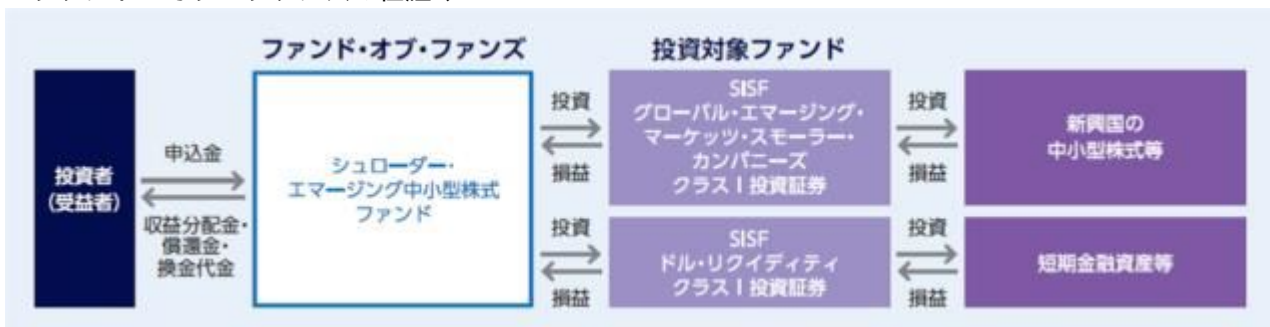 ファンド・オブ・ファンズ
投資対象ファンド
投資者
(受益者)
申込金
収益分配金・
償還金・
換金代金
シュローダー・
エマージング中小型株式
ファンド
投資
損益
SISF
グローバル・エマージング・
マーケッツ・スモーラー・
カンパニーズ
クラスI投資証券
投資
損益
新興国の
中小型株式等
投資
損益
SISF
ドル・リクイディティ
クラスI投資証券
投資
損益
短期金融資産等